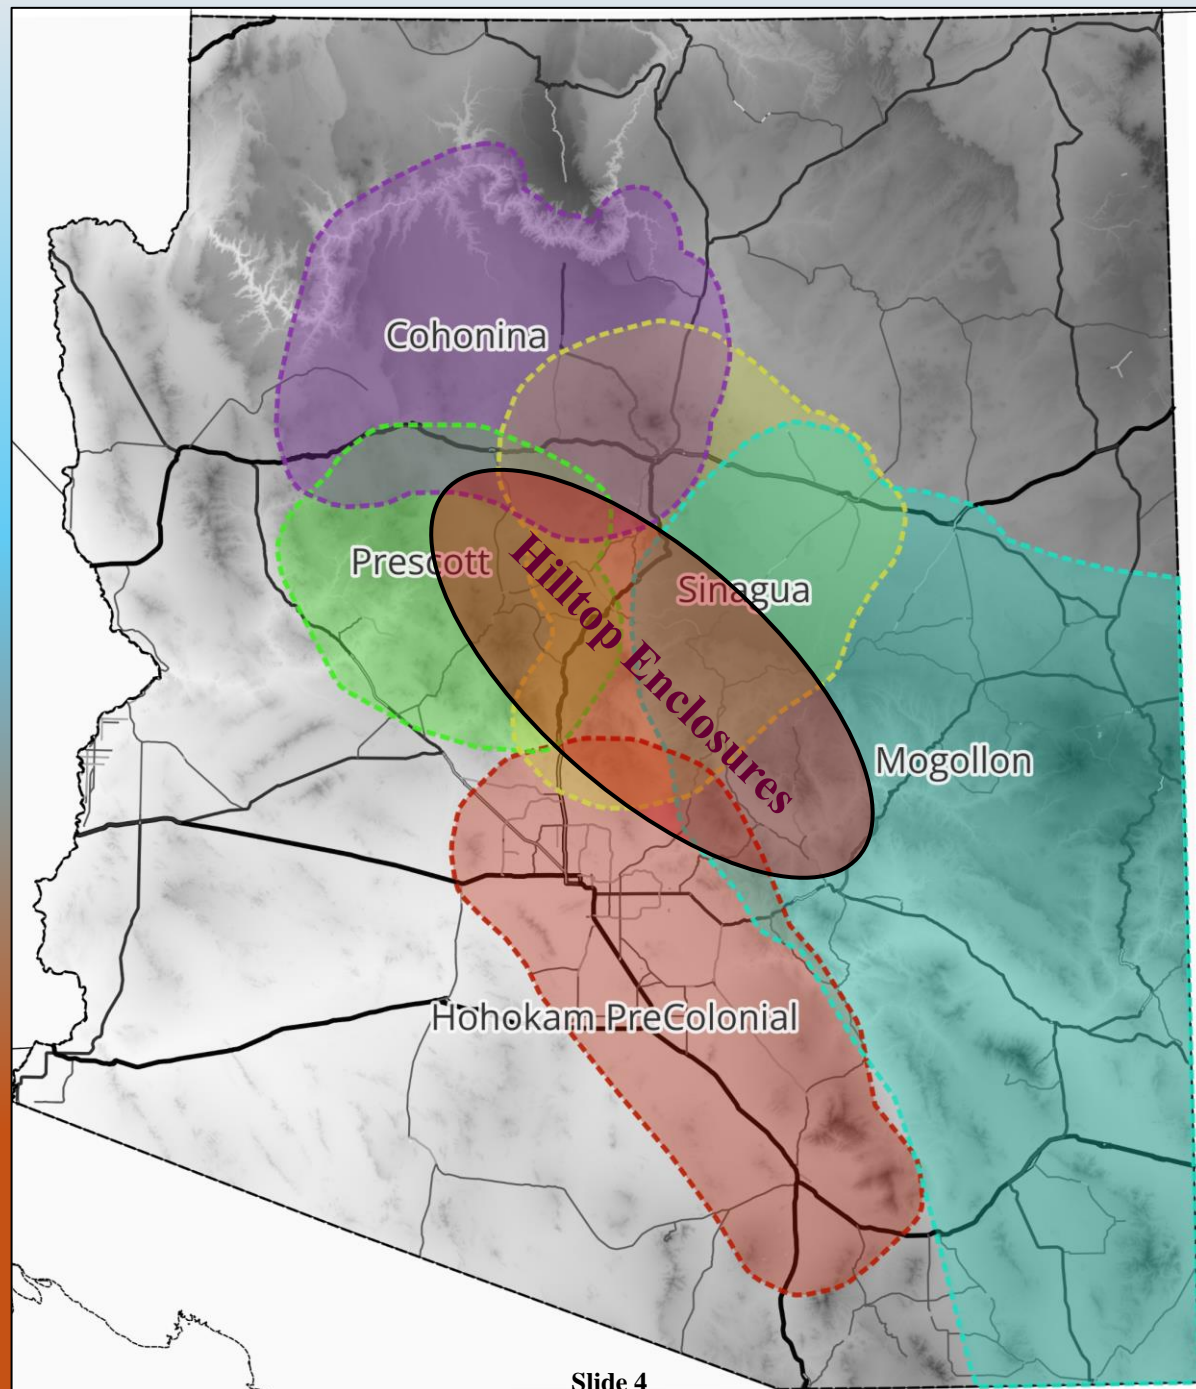 Cohonina
Prescott
Hilltop Enclosures
Sinagua
Mogollon
Hohokam PreColonial
Slide 4